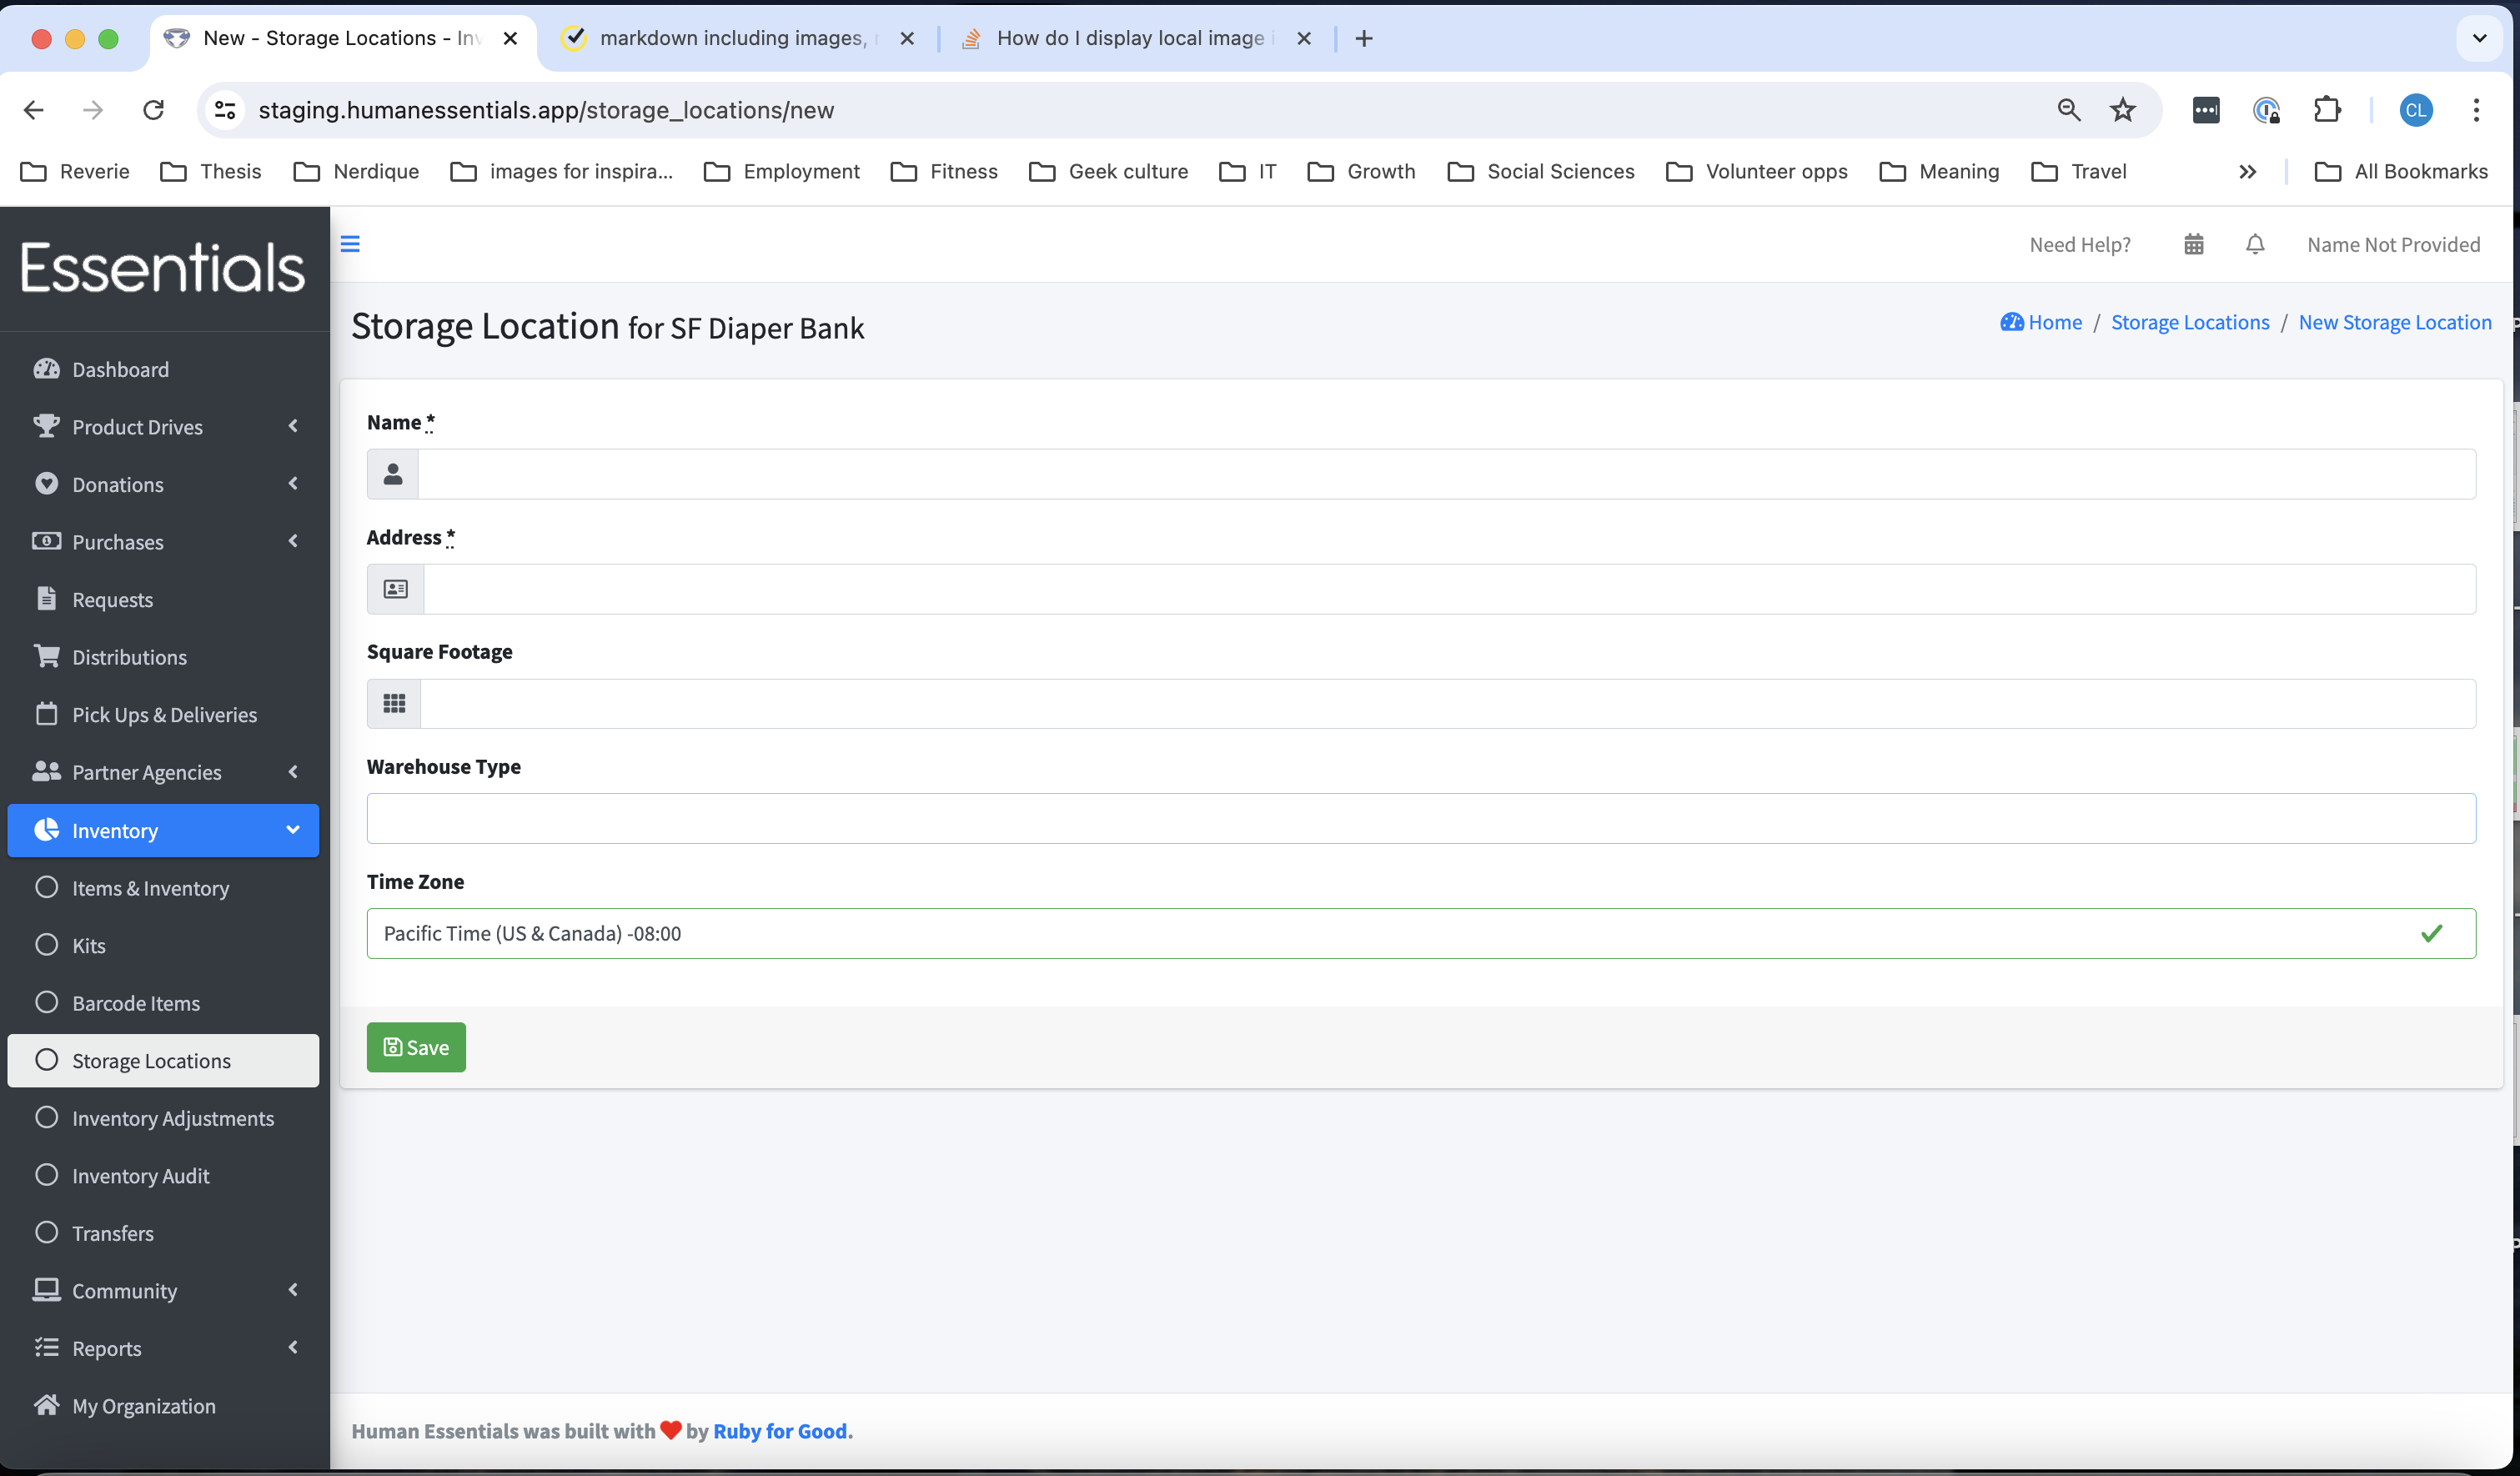 New - Storage Locations - Inv
markdown including images,
How do I display local image i
staging.humanessentials.app/storage_locations/new
CL
Reverie
Thesis
Nerdique
images for inspira...
Employment
Fitness
Geek culture
IT
Growth
Social Sciences
Volunteer opps
Meaning
Travel
All Bookmarks
Essentials
Need Help?
Name Not Provided
Storage Location for SF Diaper Bank
Home / Storage Locations / New Storage Location
Dashboard
Product Drives
Donations
Purchases
Requests
Distributions
Pick Ups & Deliveries
Partner Agencies
Inventory
Items & Inventory
Kits
Barcode Items
Storage Locations
Inventory Adjustments
Inventory Audit
Transfers
Community
Reports
My Organization
Name *
Address *
Square Footage
Warehouse Type
Time Zone
Pacific Time (US & Canada) -08:00
Save
Human Essentials was built with ❤ by Ruby for Good.